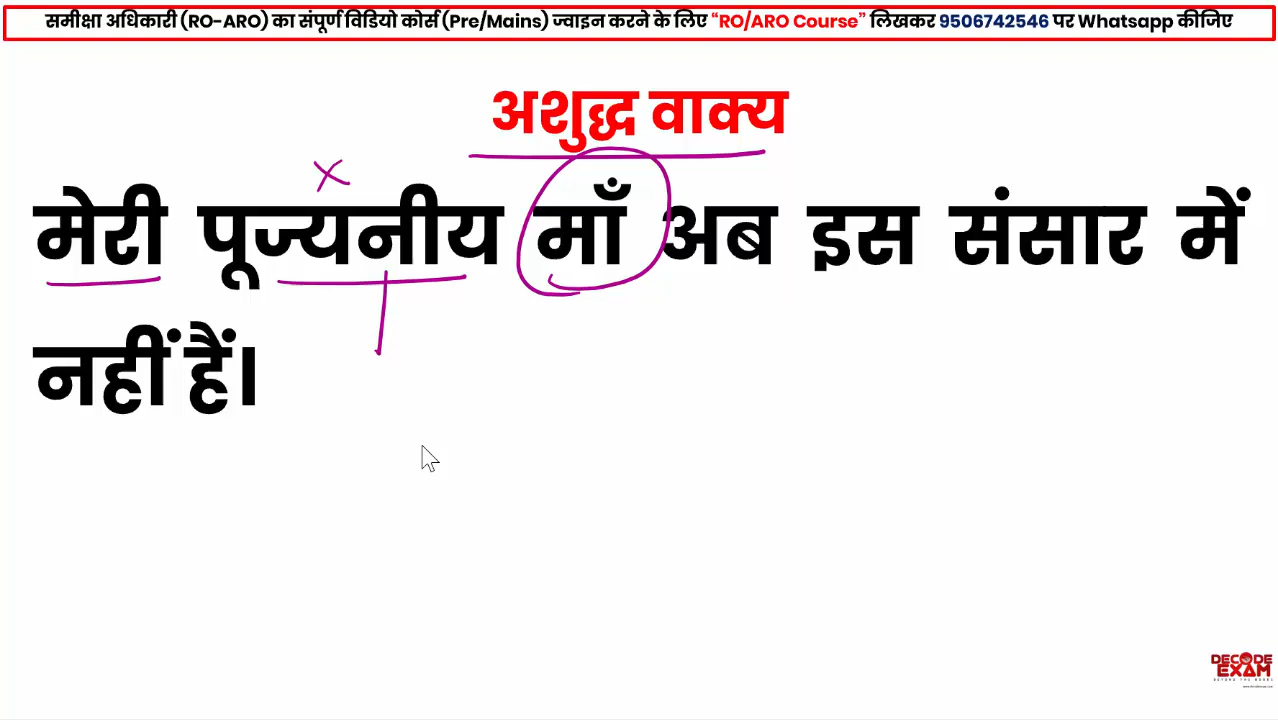 समीक्षा अधिकारी (RO-ARO) का संपूर्ण विडियो कोर्स (Pre/Mains) ज्वाइन करने के लिए “RO/ARO Course” लिखकर 9506742546 पर Whatsapp कीजिए
अशुद्ध वाक्य
मेरी पूज्यनीय माँ अब इस संसार में
नहीं हैं।
DECODE
EXAM